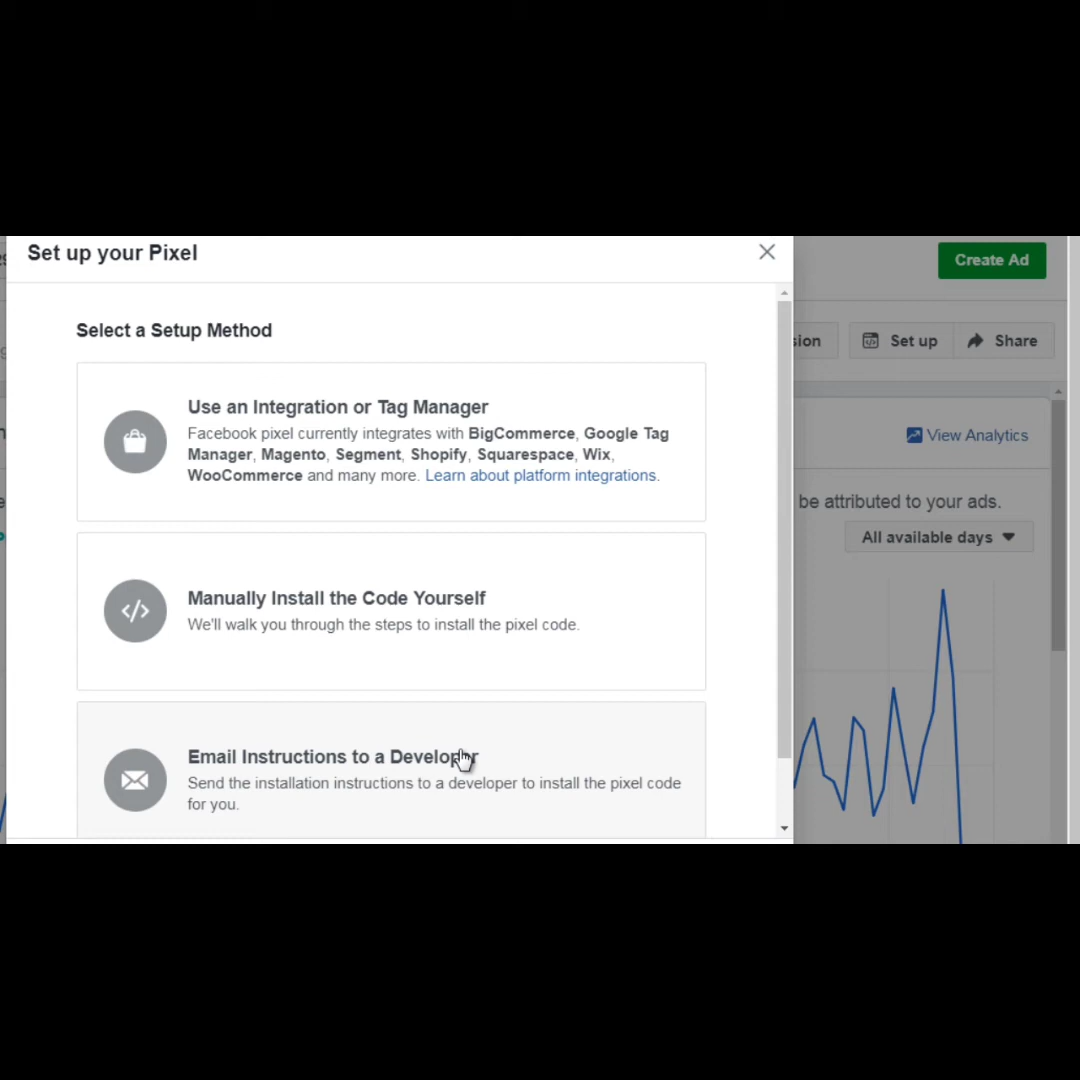 Set up your Pixel
Create Ad
Select a Setup Method
Set up
Share
Use an Integration or Tag Manager
Facebook pixel currently integrates with BigCommerce, Google Tag
Manager, Magento, Segment, Shopify, Squarespace, Wix,
WooCommerce and many more. Learn about platform integrations.
View Analytics
be attributed to your ads.
All available days
Manually Install the Code Yourself
We'll walk you through the steps to install the pixel code.
Email Instructions to a Developer
Send the installation instructions to a developer to install the pixel code
for you.